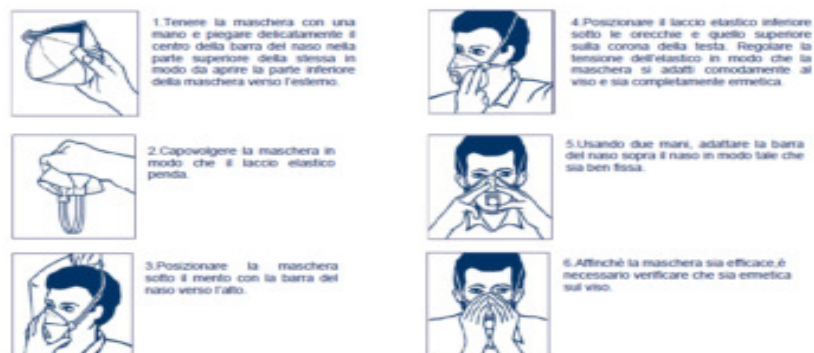 1.Tenere la maschera con una
mano e piegare delicatamente il
centro della barra del naso nella
parte superiore della stessa in
modo da aprire la parte inferiore
della maschera verso l'esterno.
2.Capovolgere la maschera in
modo che il laccio elastico
penda.
3.Posizionare la maschera
sotto il mento con la barra del
naso verso l'alto.
4.Posizionare il laccio elastico inferiore
sotto le orecchie e quello superiore
sulla corona della testa. Regolare la
tensione dell'elastico in modo che la
maschera si adatti comodamente al
viso e sia completamente ermetica.
5.Usando due mani, adattare la barra
del naso sopra il naso in modo tale che
sia ben fissa.
6.Affinchè la maschera sia efficace,è
necessario verificare che sia ermetica
sul viso.